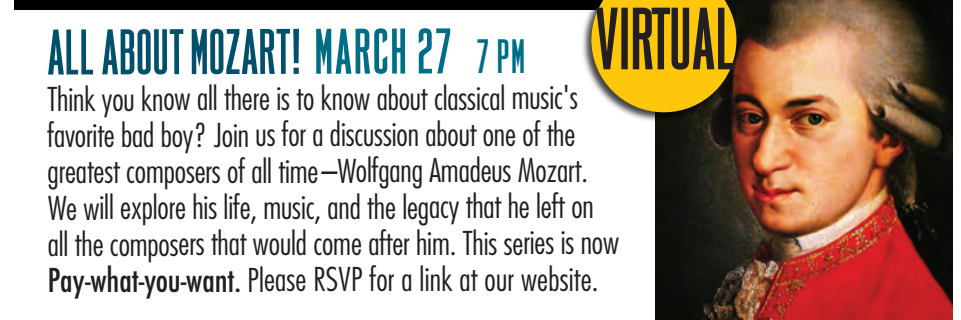 VIRTUAL
ALL ABOUT MOZART! MARCH 27 7 PM
Think you know all there is to know about classical music's
favorite bad boy? Join us for a discussion about one of the
greatest composers of all time—Wolfgang Amadeus Mozart.
We will explore his life, music, and the legacy that he left on
all the composers that would come after him. This series is now
Pay-what-you-want. Please RSVP for a link at our website.